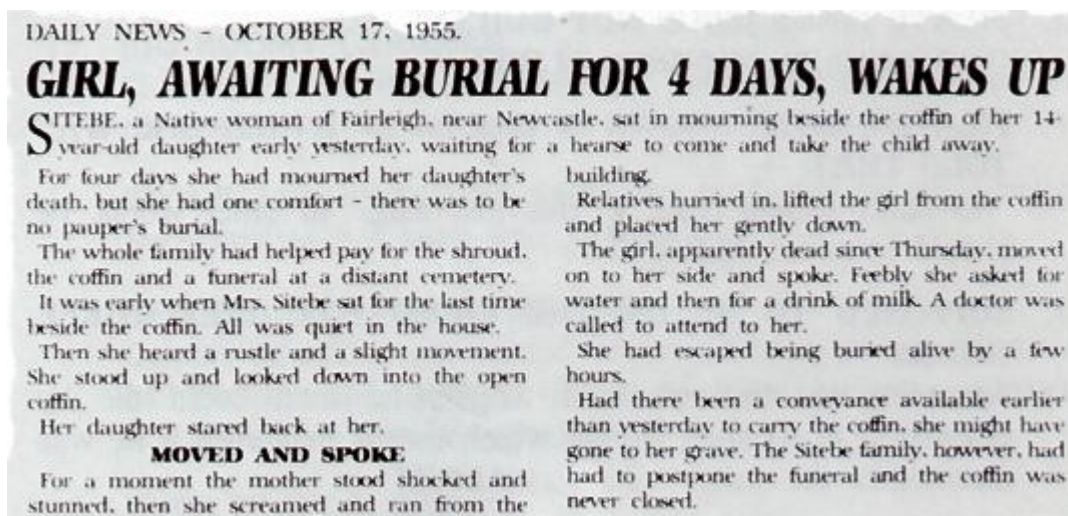 DAILY NEWS - OCTOBER 17, 1955.
GIRL, AWAITING BURIAL FOR 4 DAYS, WAKES UP
SITEBE, a Native woman of Fairleigh, near Newcastle, sat in mourning beside the coffin of her 14-
year-old daughter early yesterday, waiting for a hearse to come and take the child away.
For four days she had mourned her daughter's
death, but she had one comfort - there was to be
no pauper's burial.
The whole family had helped pay for the shroud,
the coffin and a funeral at a distant cemetery.
It was early when Mrs. Sitebe sat for the last time
beside the coffin. All was quiet in the house.
Then she heard a rustle and a slight movement.
She stood up and looked down into the open
coffin.
Her daughter stared back at her.
MOVED AND SPOKE
For a moment the mother stood shocked and
stunned, then she screamed and ran from the
building.
Relatives hurried in, lifted the girl from the coffin
and placed her gently down.
The girl, apparently dead since Thursday, moved
on to her side and spoke. Feebly she asked for
water and then for a drink of milk. A doctor was
called to attend to her.
She had escaped being buried alive by a few
hours.
Had there been a conveyance available earlier
than yesterday to carry the coffin, she might have
gone to her grave. The Sitebe family, however, had
had to postpone the funeral and the coffin was
never closed.